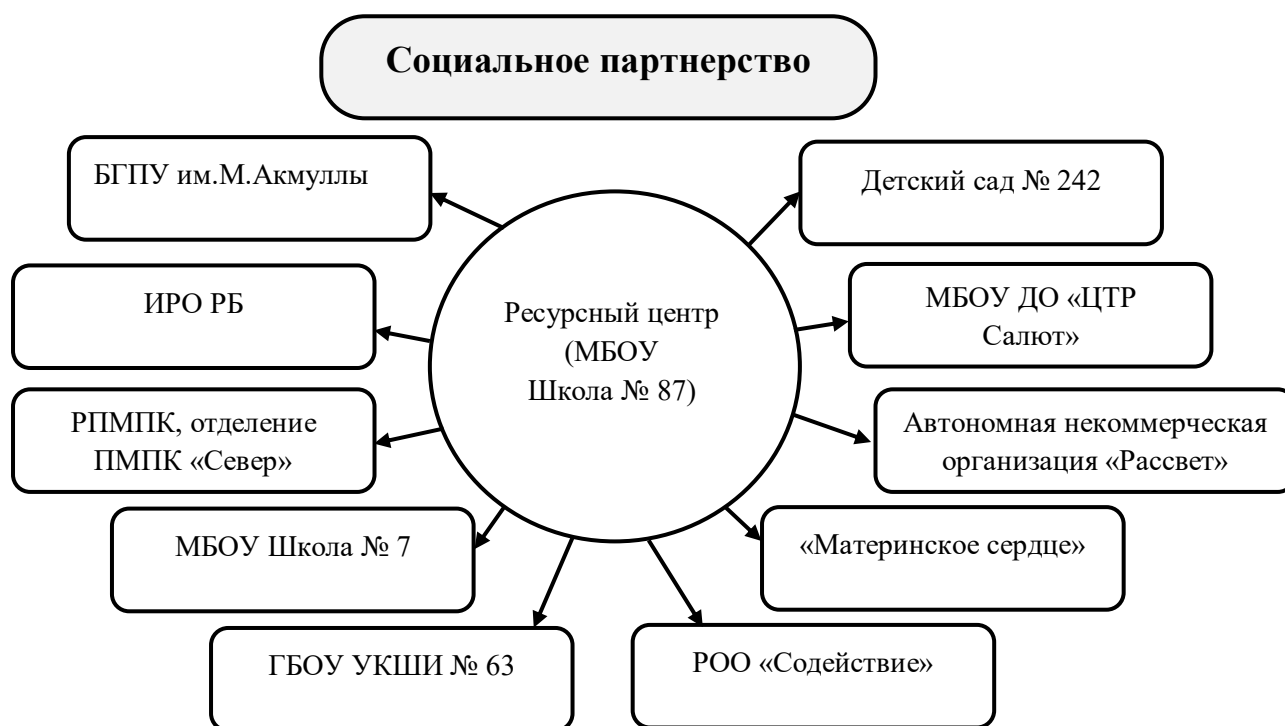 Социальное партнерство
БГПУ им.М.Акмуллы
Детский сад № 242
ИРО РБ
МБОУ ДО «ЦТР
Салют»
Ресурсный центр
(МБОУ
Школа № 87)
РПМПК, отделение
ПМПК «Север»
Автономная некоммерческая
организация «Рассвет»
МБОУ Школа № 7
«Материнское сердце»
ГБОУ УКШИ № 63
РОО «Содействие»